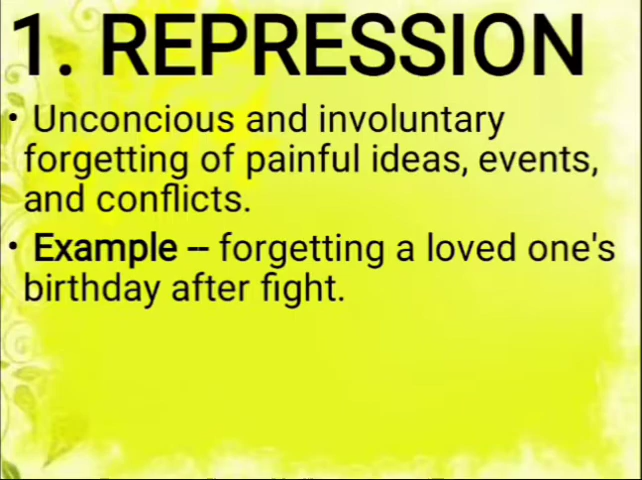 1. REPRESSION
• Unconcious and involuntary
forgetting of painful ideas, events,
and conflicts.
• Example -- forgetting a loved one's
birthday after fight.